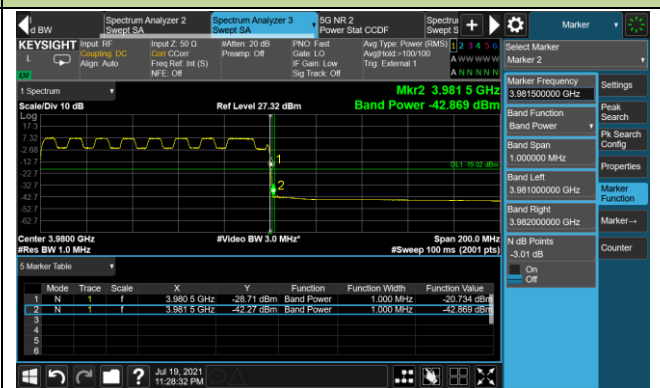 d BW
Spectrum Analyzer 2
Swept SA
Spectrum Analyzer 3
Swept SA
5G NR 2
Power Stat CCDF
Spectru
Swept S
Marker
KEYSIGHT
L
Input: RF
Coupling: DC
Align: Auto
Input Z: 50 Ω
Corr CCorr
Freq Ref: Int (S)
NFE: Off
#Atten: 20 dB
Preamp: Off
PNO: Fast
Gate: LO
IF Gain: Low
Sig Track: Off
Avg Type: Power (RMS)
Avg|Hold:>100/100
Trig: External 1
1 2 3 4 5 6
A W W W W W
A N N N N N
1 Spectrum
Mkr2 3.981 5 GHz
Scale/Div 10 dB
Ref Level 27.32 dBm
Band Power -42.869 dBm
Log
17.3
7.32
-2.68
-12.7
-22.7
-32.7
-42.7
-52.7
-62.7
1
2
DL1 -19.02 dBm
Center 3.9800 GHz
#Video BW 3.0 MHz*
Span 200.0 MHz
#Res BW 1.0 MHz
#Sweep 100 ms (2001 pts)
5 Marker Table
Mode Trace Scale X Y Function Function Width Function Value
1 N 1 f 3.980 5 GHz -28.71 dBm Band Power 1.000 MHz -20.734 dBm
2 N 1 f 3.981 5 GHz -42.27 dBm Band Power 1.000 MHz -42.869 dBm
3
4
5
6
Jul 19, 2021
11:28:32 PM
Select Marker
Marker 2
Marker Frequency
3.981500000 GHz
Band Function
Band Power
Band Span
1.000000 MHz
Band Left
3.981000000 GHz
Band Right
3.982000000 GHz
N dB Points
-3.01 dB
On
Off
Settings
Peak
Search
Pk Search
Config
Properties
Marker
Function
Marker→
Counter